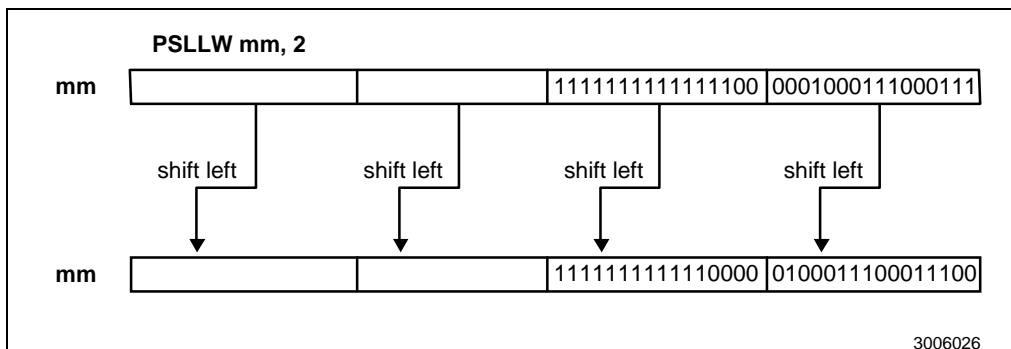 PSLLW mm, 2
mm 1111111111111100 0001000111000111
shift left shift left shift left shift left
mm 1111111111110000 0100011100011100
3006026